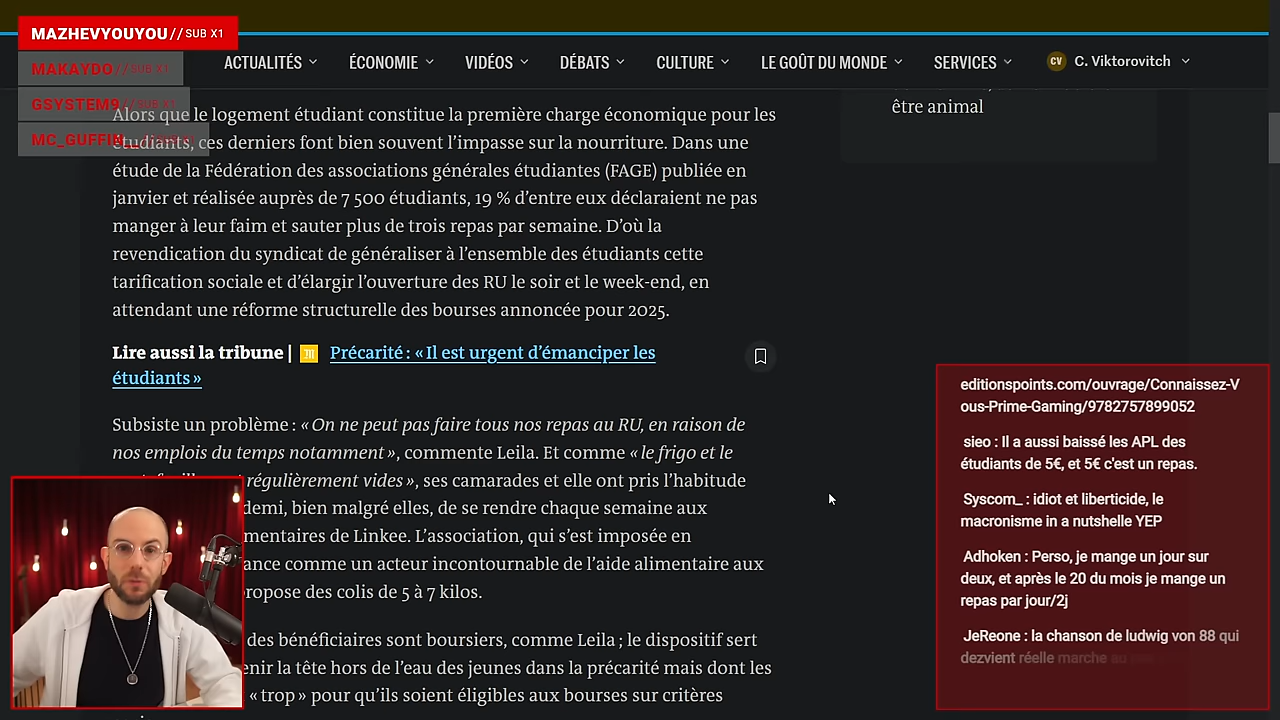 MAZHEVYOUYOU // SUB X1
MAKAYDO // SUB X1
GSYSTEM9 // SUB X1
MC_GUFFIN_
ACTUALITÉS
ÉCONOMIE
VIDÉOS
DÉBATS
CULTURE
LE GOÛT DU MONDE
SERVICES
CV C. Viktorovitch
être animal
Alors que le logement étudiant constitue la première charge économique pour les
étudiants, ces derniers font bien souvent l’impasse sur la nourriture. Dans une
étude de la Fédération des associations générales étudiantes (FAGE) publiée en
janvier et réalisée auprès de 7 500 étudiants, 19 % d’entre eux déclaraient ne pas
manger à leur faim et sauter plus de trois repas par semaine. D’où la
revendication du syndicat de généraliser à l’ensemble des étudiants cette
tarification sociale et d’élargir l’ouverture des RU le soir et le week-end, en
attendant une réforme structurelle des bourses annoncée pour 2025.
Lire aussi la tribune | M Précarité : « Il est urgent d’émanciper les
étudiants »
Subsiste un problème : « On ne peut pas faire tous nos repas au RU, en raison de
nos emplois du temps notamment », commente Leila. Et comme « le frigo et le
régulièrement vides », ses camarades et elle ont pris l’habitude
demi, bien malgré elles, de se rendre chaque semaine aux
mentaires de Linkee. L’association, qui s’est imposée en
ance comme un acteur incontournable de l’aide alimentaire aux
ropose des colis de 5 à 7 kilos.
des bénéficiaires sont boursiers, comme Leila ; le dispositif sert
enir la tête hors de l’eau des jeunes dans la précarité mais dont les
« trop » pour qu’ils soient éligibles aux bourses sur critères
editionspoints.com/ouvrage/Connaissez-V
ous-Prime-Gaming/9782757899052
sieo : Il a aussi baissé les APL des
étudiants de 5€, et 5€ c'est un repas.
Syscom_ : idiot et liberticide, le
macronisme in a nutshelle YEP
Adhoken : Perso, je mange un jour sur
deux, et après le 20 du mois je mange un
repas par jour/2j
JeReone : la chanson de ludwig von 88 qui
dezvient réelle marche au